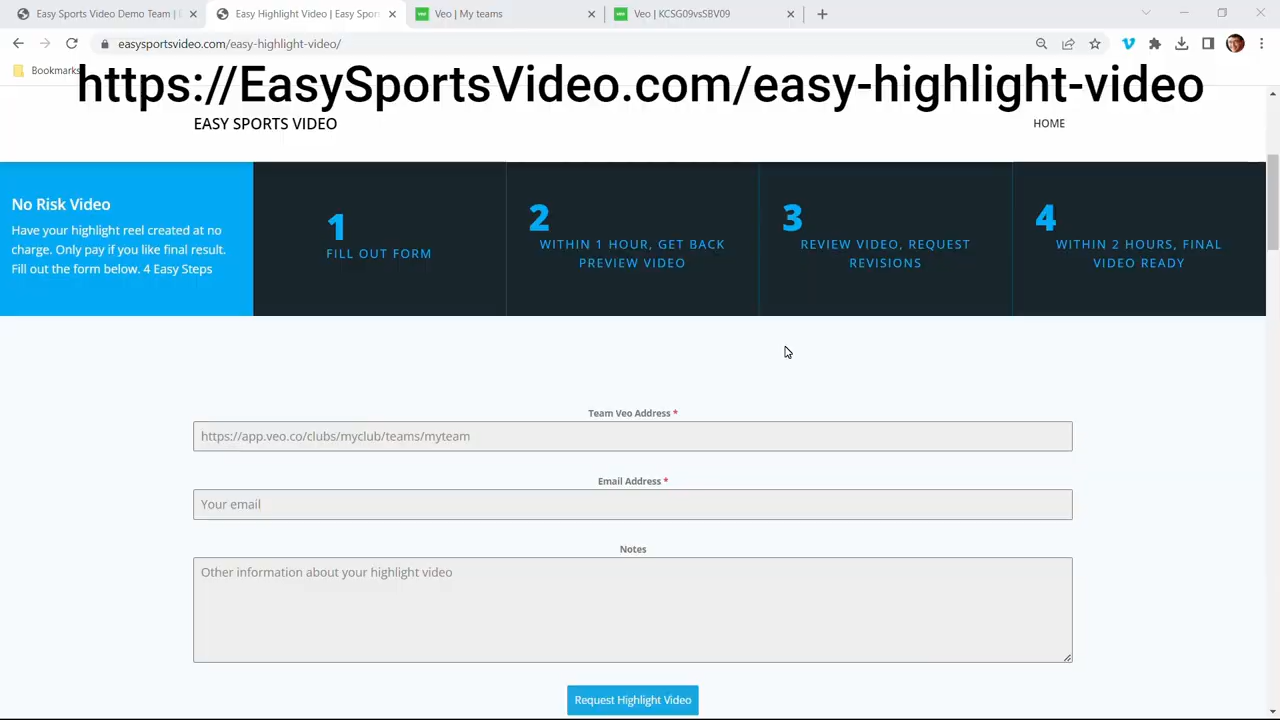 Easy Sports Video Demo Team | E
Easy Highlight Video | Easy Spor
Veo | My teams
Veo | KCSG09vsSBV09
easysportsvideo.com/easy-highlight-video/
Bookmarks
https://EasySportsVideo.com/easy-highlight-video
EASY SPORTS VIDEO
HOME
No Risk Video
Have your highlight reel created at no
charge. Only pay if you like final result.
Fill out the form below. 4 Easy Steps
1
FILL OUT FORM
2
WITHIN 1 HOUR, GET BACK
PREVIEW VIDEO
3
REVIEW VIDEO, REQUEST
REVISIONS
4
WITHIN 2 HOURS, FINAL
VIDEO READY
Team Veo Address *
https://app.veo.co/clubs/myclub/teams/myteam
Email Address *
Your email
Notes
Other information about your highlight video
Request Highlight Video